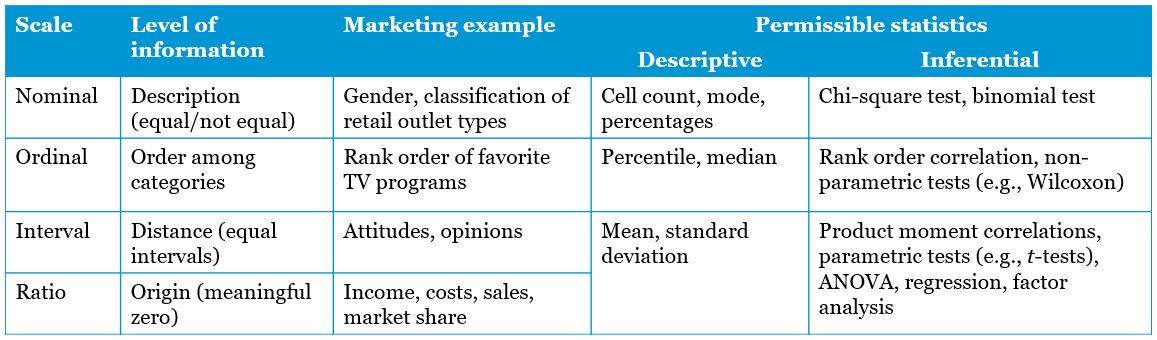 Scale
Level of
information
Marketing example
Permissible statistics
Descriptive
Inferential
Nominal
Description
(equal/not equal)
Gender, classification of
retail outlet types
Cell count, mode,
percentages
Chi-square test, binomial test
Ordinal
Order among
categories
Rank order of favorite
TV programs
Percentile, median
Rank order correlation, non-
parametric tests (e.g., Wilcoxon)
Interval
Distance (equal
intervals)
Attitudes, opinions
Mean, standard
deviation
Product moment correlations,
parametric tests (e.g., t-tests),
ANOVA, regression, factor
analysis
Ratio
Origin (meaningful
zero)
Income, costs, sales,
market share